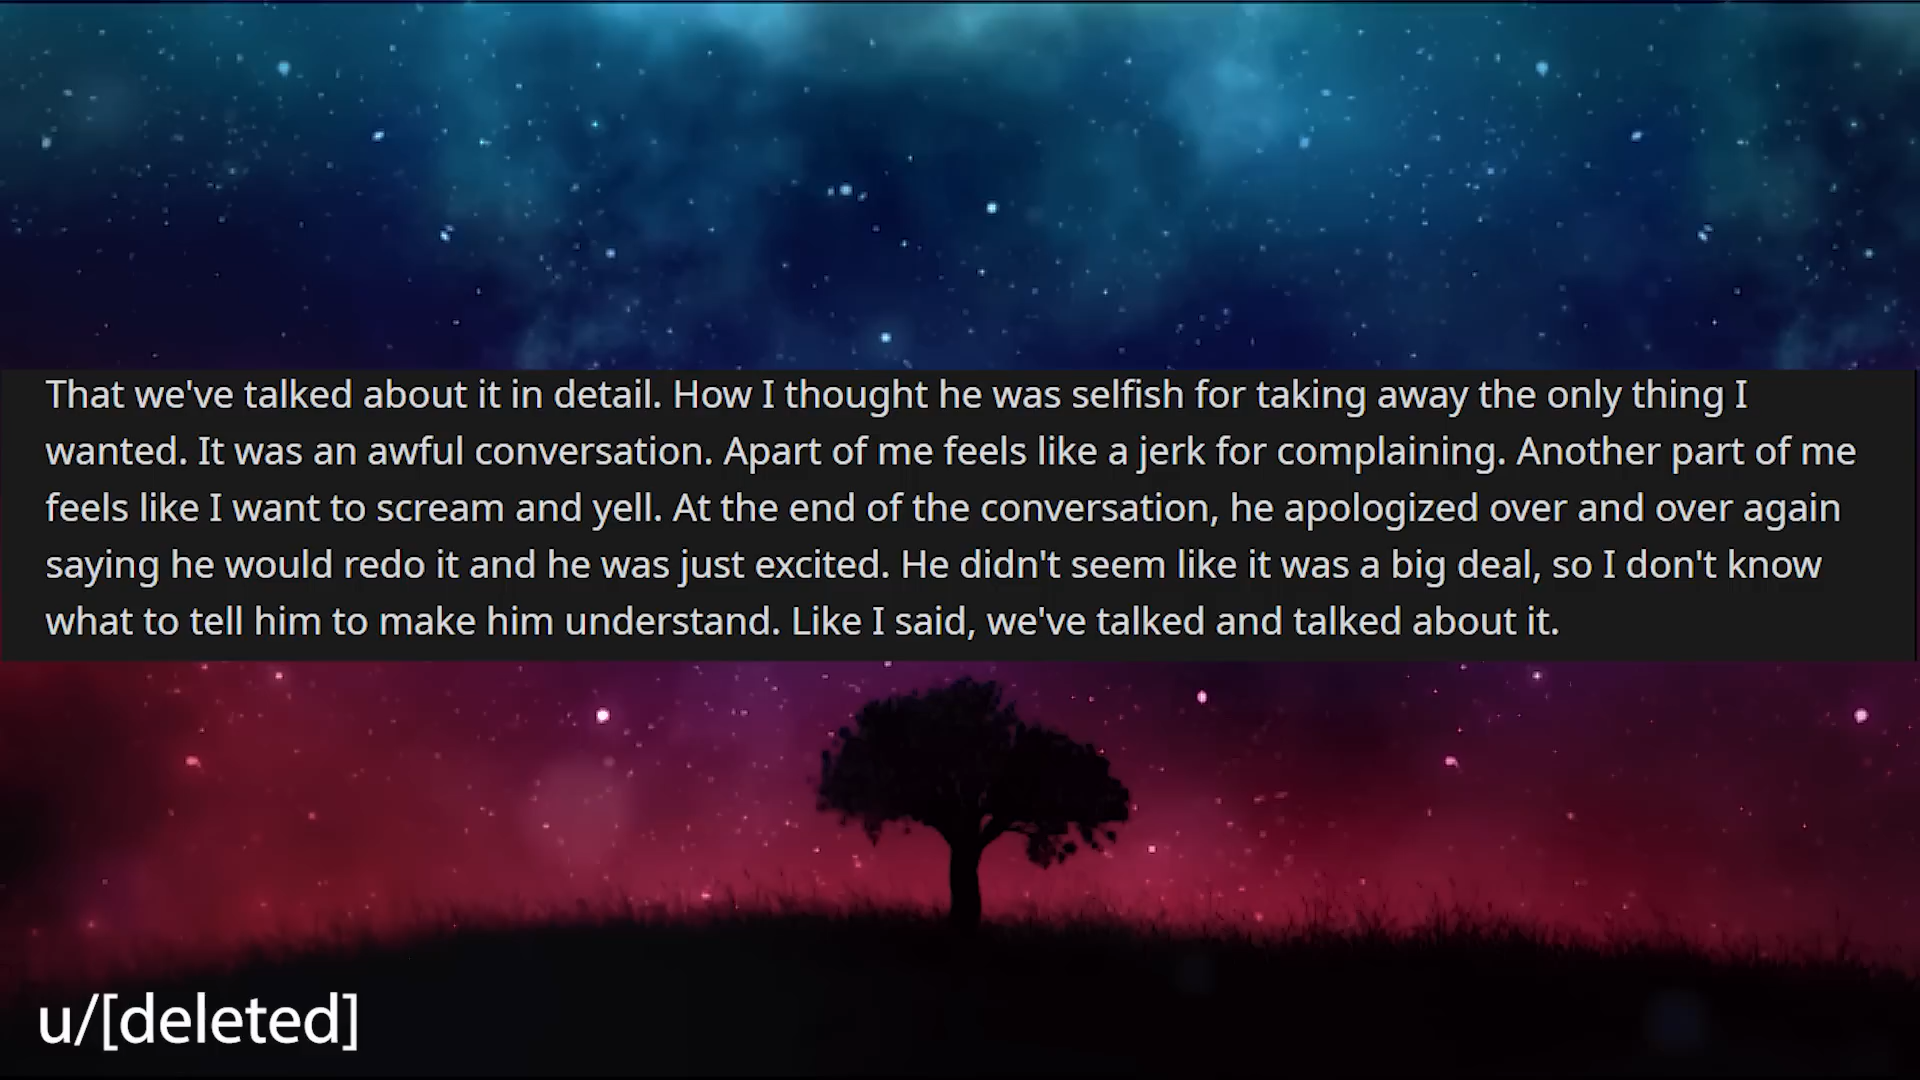 That we've talked about it in detail. How I thought he was selfish for taking away the only thing I
wanted. It was an awful conversation. Apart of me feels like a jerk for complaining. Another part of me
feels like I want to scream and yell. At the end of the conversation, he apologized over and over again
saying he would redo it and he was just excited. He didn't seem like it was a big deal, so I don't know
what to tell him to make him understand. Like I said, we've talked and talked about it.
u/[deleted]